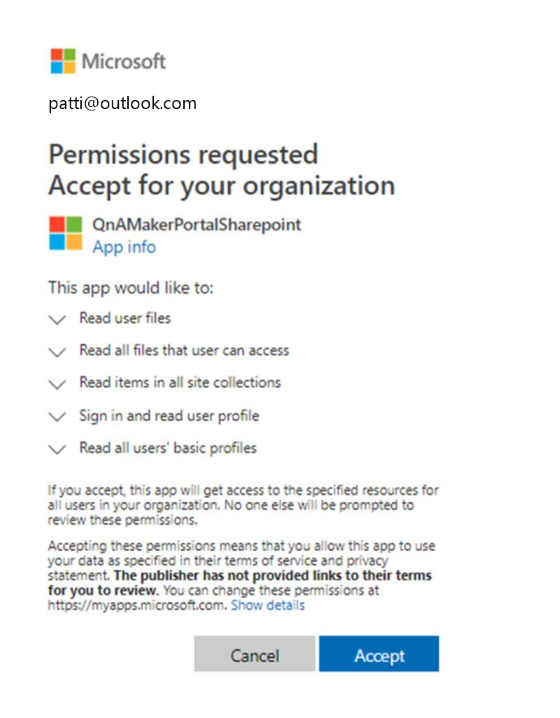 Microsoft
patti@outlook.com
Permissions requested
Accept for your organization
QnAMakerPortalSharepoint
App info
This app would like to:
Read user files
Read all files that user can access
Read items in all site collections
Sign in and read user profile
Read all users' basic profiles
If you accept, this app will get access to the specified resources for
all users in your organization. No one else will be prompted to
review these permissions.
Accepting these permissions means that you allow this app to use
your data as specified in their terms of service and privacy
statement. The publisher has not provided links to their terms
for you to review. You can change these permissions at
https://myapps.microsoft.com. Show details
Cancel
Accept